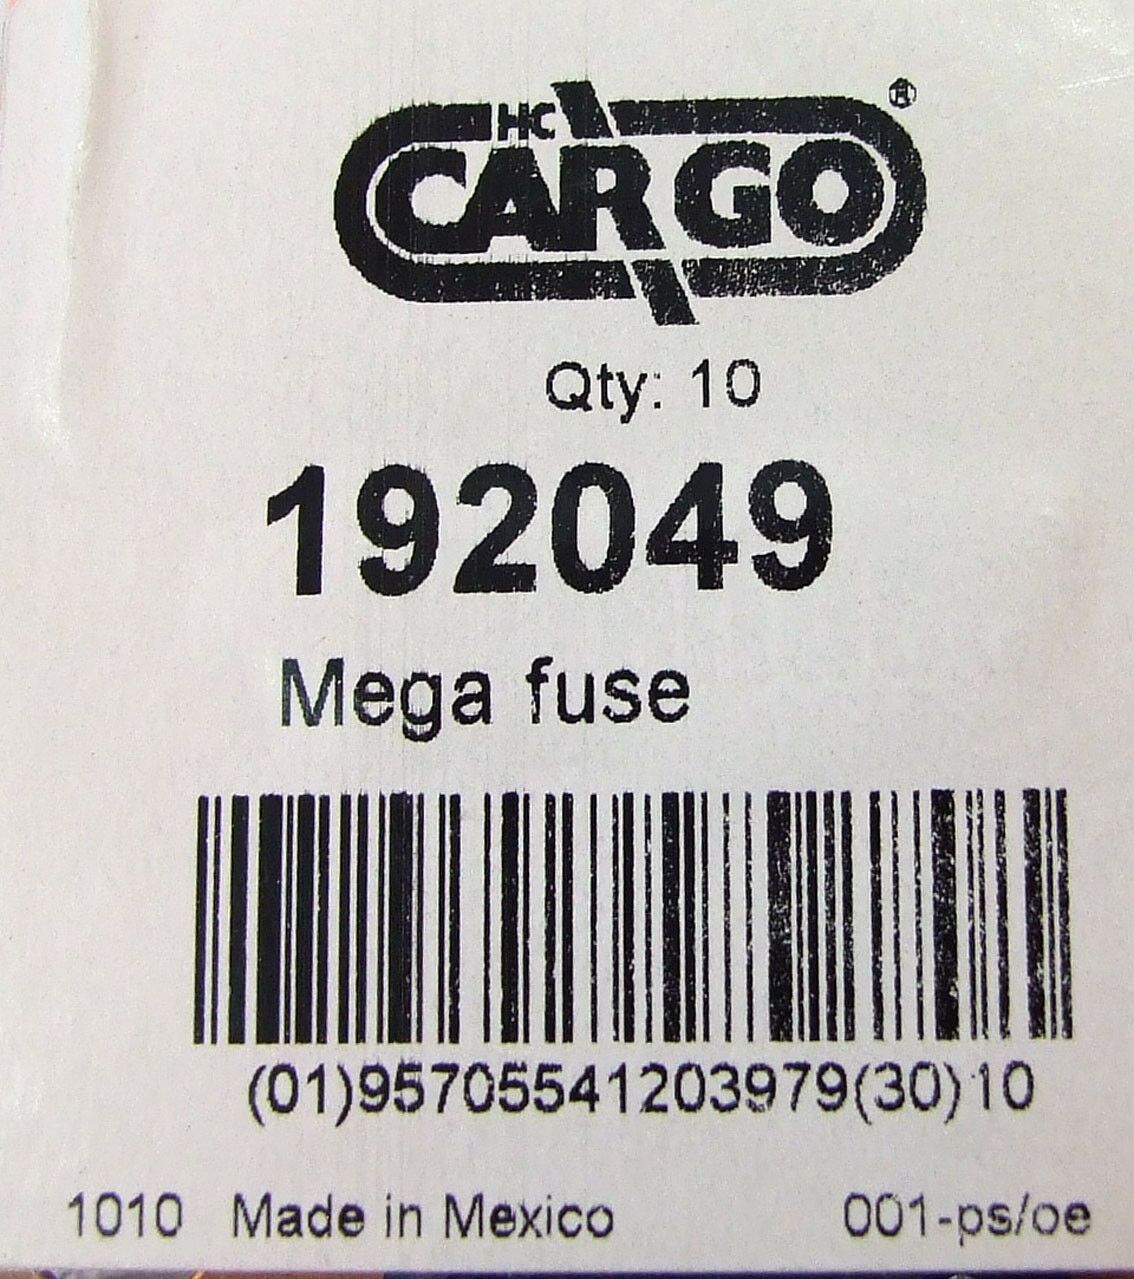 HC
CARGO®
Qty: 10
192049
Mega fuse
(01)95705541203979(30)10
1010 Made in Mexico 001-ps/oe